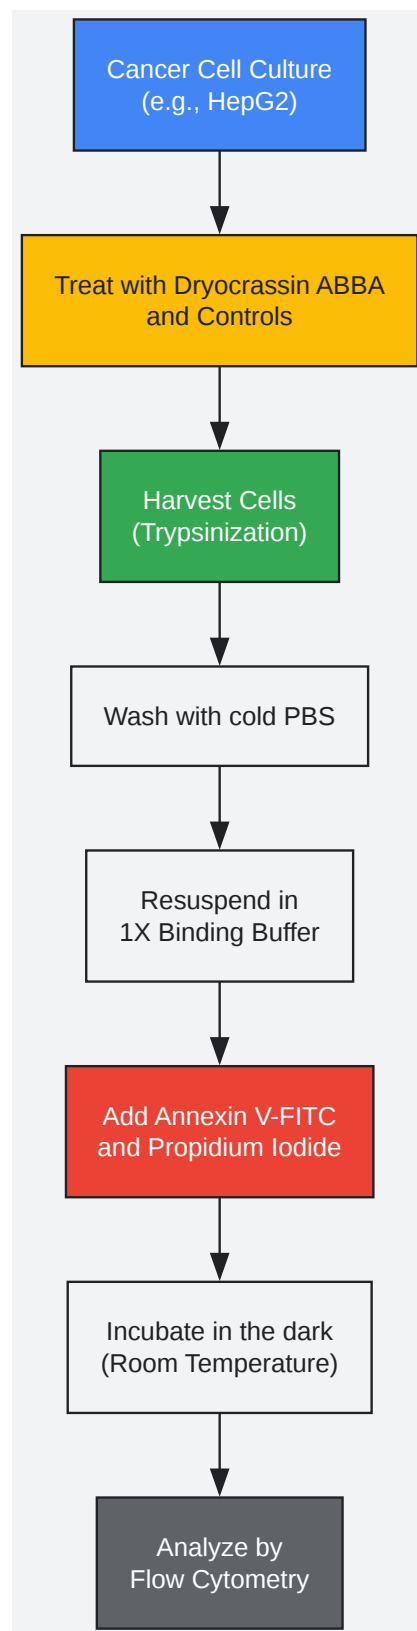 Cancer Cell Culture
(e.g., HepG2)
Treat with Dryocrassin ABBA
and Controls
Harvest Cells
(Trypsinization)
Wash with cold PBS
Resuspend in
1X Binding Buffer
Add Annexin V-FITC
and Propidium Iodide
Incubate in the dark
(Room Temperature)
Analyze by
Flow Cytometry